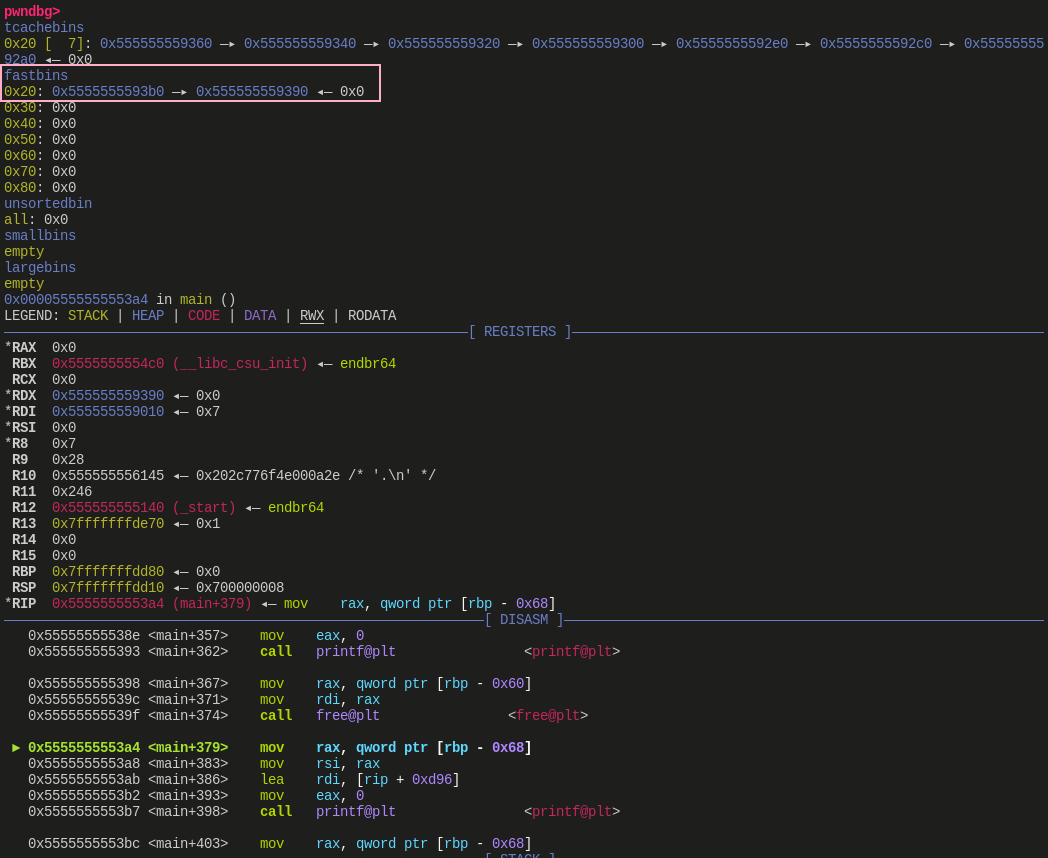 pwndbg>
tcachebins
0x20 [  7]: 0x555555559360 —▸ 0x555555559340 —▸ 0x555555559320 —▸ 0x555555559300 —▸ 0x5555555592e0 —▸ 0x5555555592c0 —▸ 0x55555555
92a0 ◂— 0x0
fastbins
0x20: 0x5555555593b0 —▸ 0x555555559390 ◂— 0x0
0x30: 0x0
0x40: 0x0
0x50: 0x0
0x60: 0x0
0x70: 0x0
0x80: 0x0
unsortedbin
all: 0x0
smallbins
empty
largebins
empty
0x00005555555553a4 in main ()
LEGEND: STACK | HEAP | CODE | DATA | RWX | RODATA
[ REGISTERS ]
*RAX  0x0
 RBX  0x5555555554c0 (__libc_csu_init) ◂— endbr64
 RCX  0x0
*RDX  0x555555559390 ◂— 0x0
*RDI  0x555555559010 ◂— 0x7
*RSI  0x0
*R8   0x7
 R9   0x28
 R10  0x555555556145 ◂— 0x202c776f4e000a2e /* '.\n' */
 R11  0x246
 R12  0x555555555140 (_start) ◂— endbr64
 R13  0x7fffffffde70 ◂— 0x1
 R14  0x0
 R15  0x0
 RBP  0x7fffffffdd80 ◂— 0x0
 RSP  0x7fffffffdd10 ◂— 0x700000008
*RIP  0x5555555553a4 (main+379) ◂— mov    rax, qword ptr [rbp - 0x68]
[ DISASM ]
   0x55555555538e <main+357>    mov    eax, 0
   0x555555555393 <main+362>    call   printf@plt                <printf@plt>
   0x555555555398 <main+367>    mov    rax, qword ptr [rbp - 0x60]
   0x55555555539c <main+371>    mov    rdi, rax
   0x55555555539f <main+374>    call   free@plt                <free@plt>
 ► 0x5555555553a4 <main+379>    mov    rax, qword ptr [rbp - 0x68]
   0x5555555553a8 <main+383>    mov    rsi, rax
   0x5555555553ab <main+386>    lea    rdi, [rip + 0xd96]
   0x5555555553b2 <main+393>    mov    eax, 0
   0x5555555553b7 <main+398>    call   printf@plt                <printf@plt>
   0x5555555553bc <main+403>    mov    rax, qword ptr [rbp - 0x68]
[ STACK ]